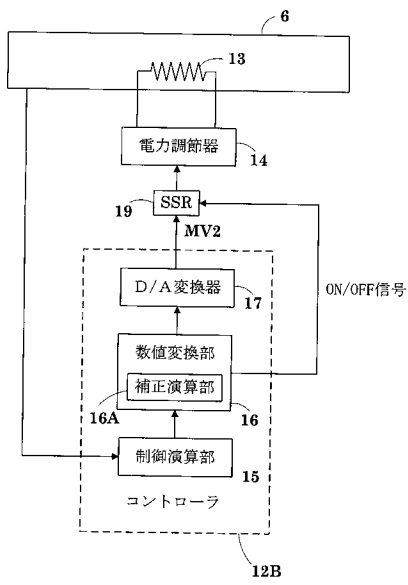 6
13
電力調節器
14
SSR
19
MV2
D/A変換器
17
ON/OFF信号
数値変換部
補正演算部
16A
16
制御演算部
15
コントローラ
12B